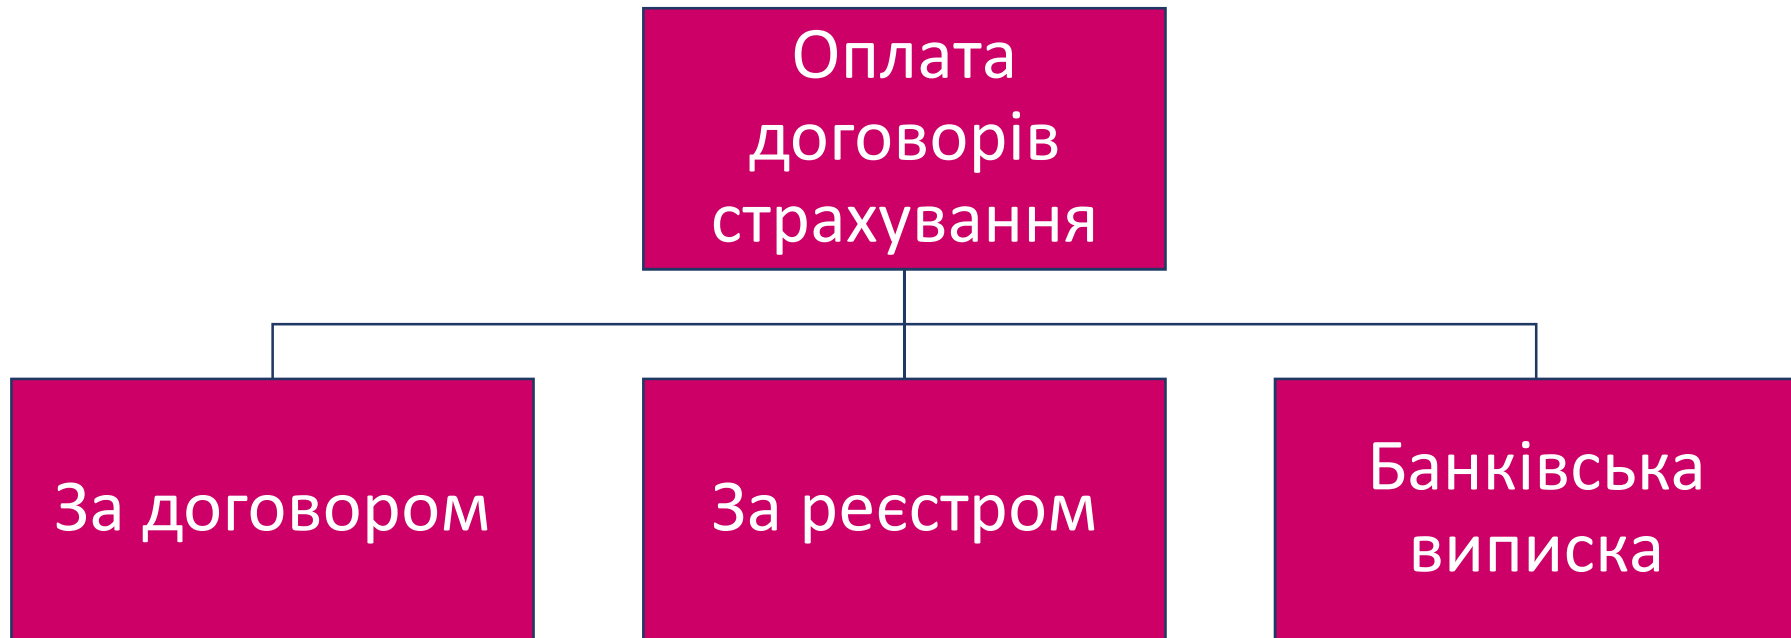 Оплата
договорів
страхування
За договором
За реєстром
Банківська
виписка